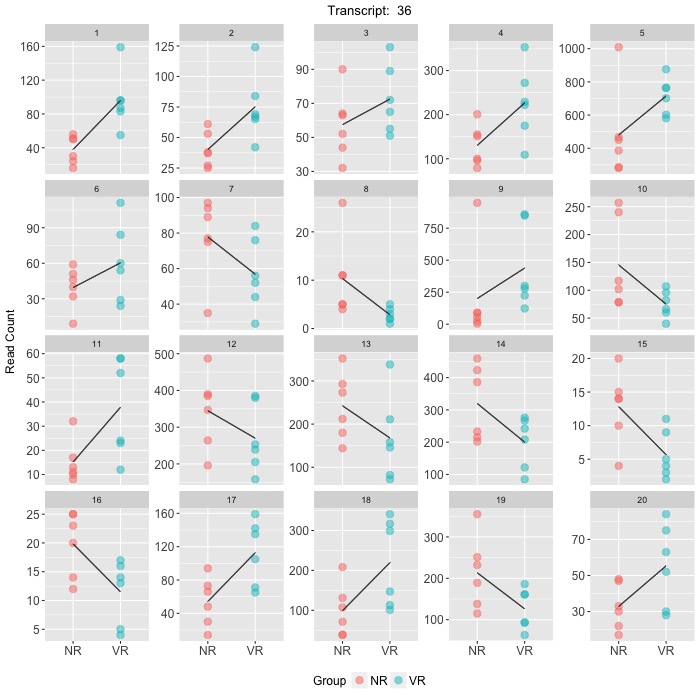 Transcript: 36
1 2 3 4 5
160 120 80 40
125 100 75 50 25
90 70 50 30
300 200 100
1000 800 600 400
6 7 8 9 10
90 60 30
100 80 60 40
20 10 0
750 500 250 0
250 200 150 100 50
Read Count
11 12 13 14 15
60 50 40 30 20 10
500 400 300 200
300 200 100
400 300 200 100
20 15 10 5
16 17 18 19 20
25 20 15 10 5
160 120 80 40
300 200 100
300 200 100
70 50 30
NR VR NR VR NR VR NR VR NR VR
Group NR VR